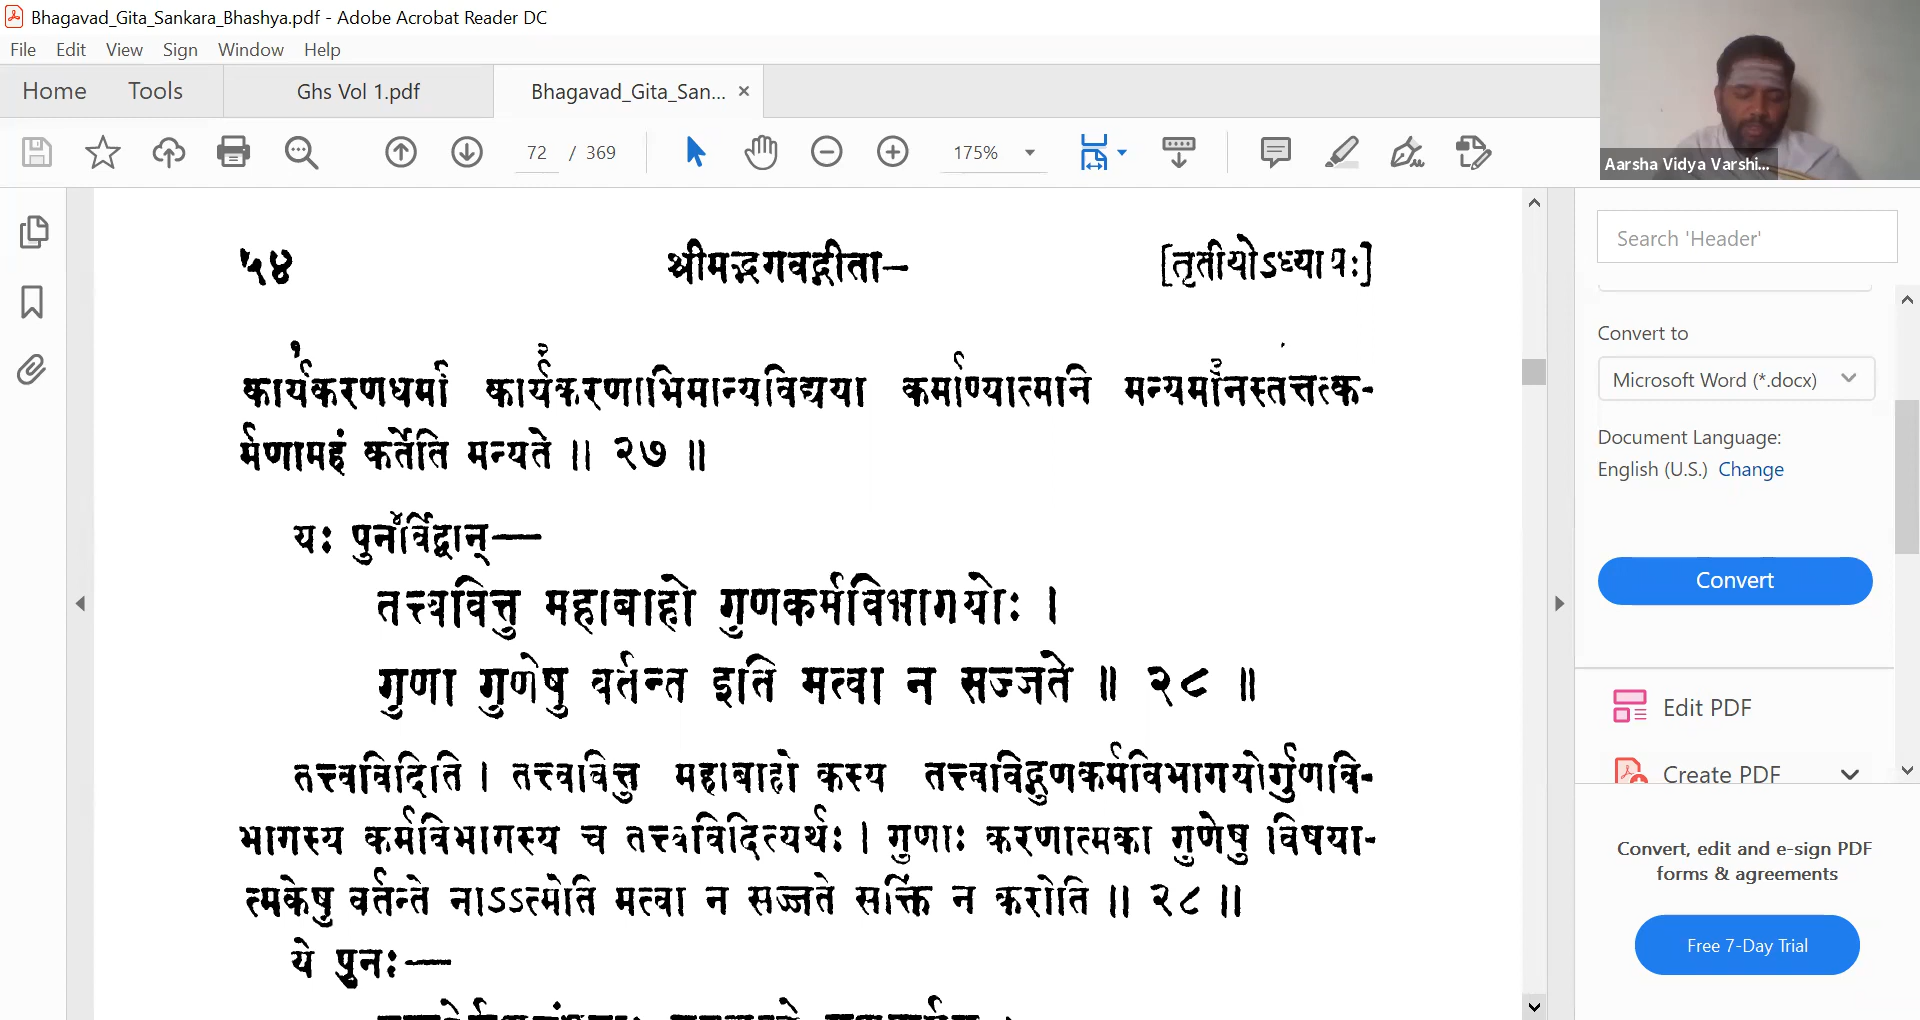 Bhagavad_Gita_Sankara_Bhashya.pdf - Adobe Acrobat Reader DC
File Edit View Sign Window Help
Home Tools Ghs Vol 1.pdf Bhagavad_Gita_San... ×
72 / 369 175%
Aarsha Vidya Varshi...
Search 'Header'
Convert to
Microsoft Word (*.docx)
Document Language:
English (U.S.) Change
Convert
Edit PDF
Create PDF
Convert, edit and e-sign PDF
forms & agreements
Free 7-Day Trial
५४ श्रीमद्भगवद्गीता— [तृतीयोऽध्यायः]
कार्यकरणधर्मा कार्यकरणाभिमान्यविद्यया कर्माण्यात्मनि मन्यमानस्तत्तत्क-
र्मणामहं कर्तेति मन्यते ॥ २७ ॥
यः पुनर्विद्वान्—
तत्त्ववित्तु महाबाहो गुणकर्मविभागयोः ।
गुणा गुणेषु वर्तन्त इति मत्वा न सज्जते ॥ २८ ॥
तत्त्वविदिति । तत्त्ववित्तु महाबाहो कस्य तत्त्वविद्गुणकर्मविभागयोर्गुणवि-
भागस्य कर्मविभागस्य च तत्त्वविदित्यर्थः । गुणाः करणात्मका गुणेषु विषया-
त्मकेषु वर्तन्ते नाऽऽत्मेति मत्वा न सज्जते सक्तिं न करोति ॥ २८ ॥
ये पुनः—